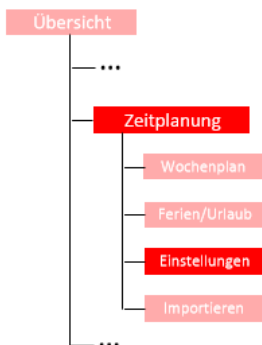 Übersicht
...
Zeitplanung
Wochenplan
Ferien/Urlaub
Einstellungen
Importieren
...